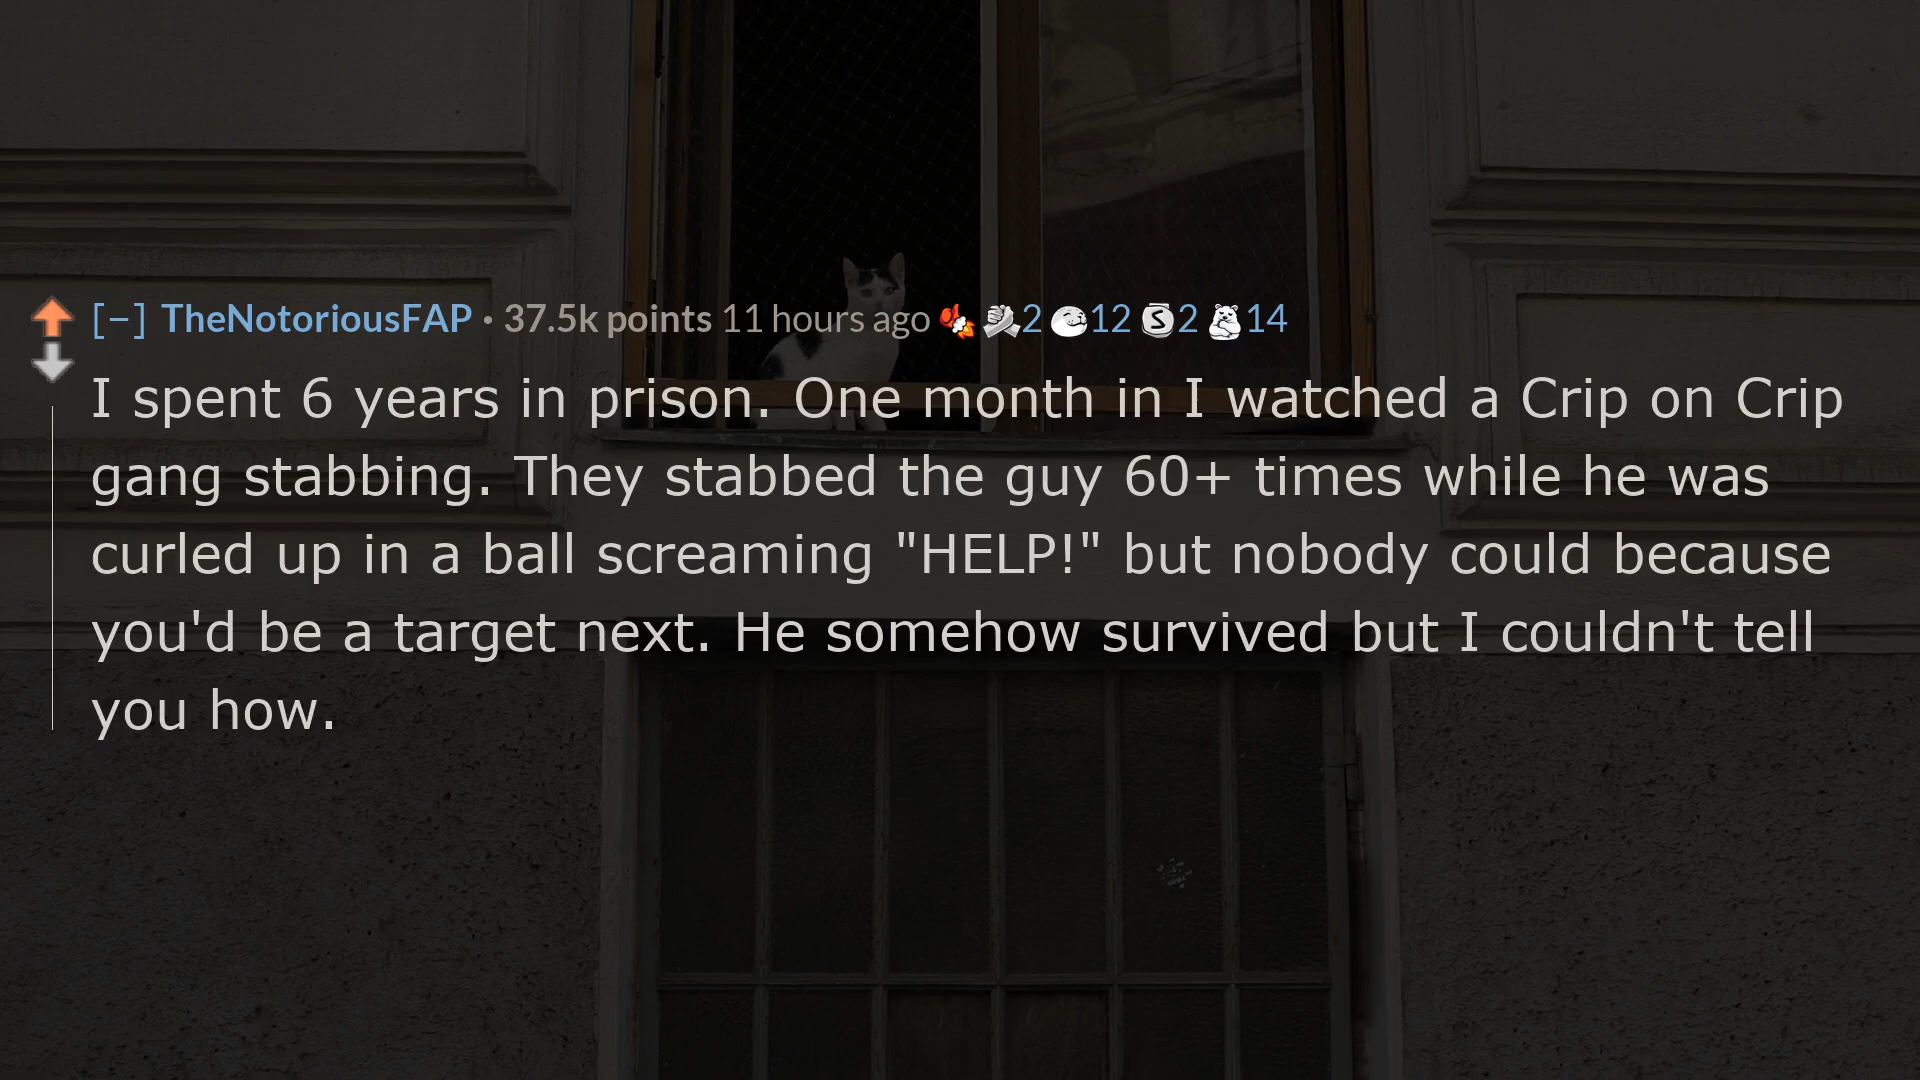 [–] TheNotoriousFAP • 37.5k points 11 hours ago 2 12 S 2 14
I spent 6 years in prison. One month in I watched a Crip on Crip
gang stabbing. They stabbed the guy 60+ times while he was
curled up in a ball screaming "HELP!" but nobody could because
you'd be a target next. He somehow survived but I couldn't tell
you how.